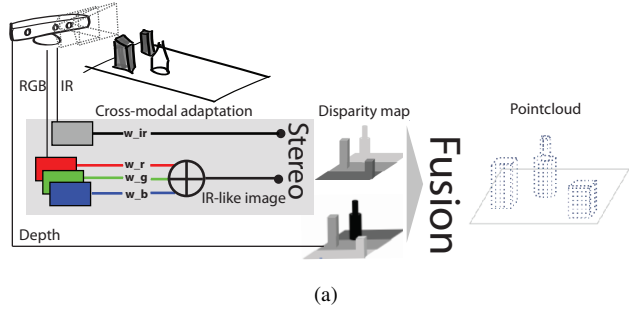 RGB IR
Cross-modal adaptation
Disparity map
Pointcloud
w_ir
w_r
w_g
w_b
IR-like image
Stereo
Fusion
Depth
(a)